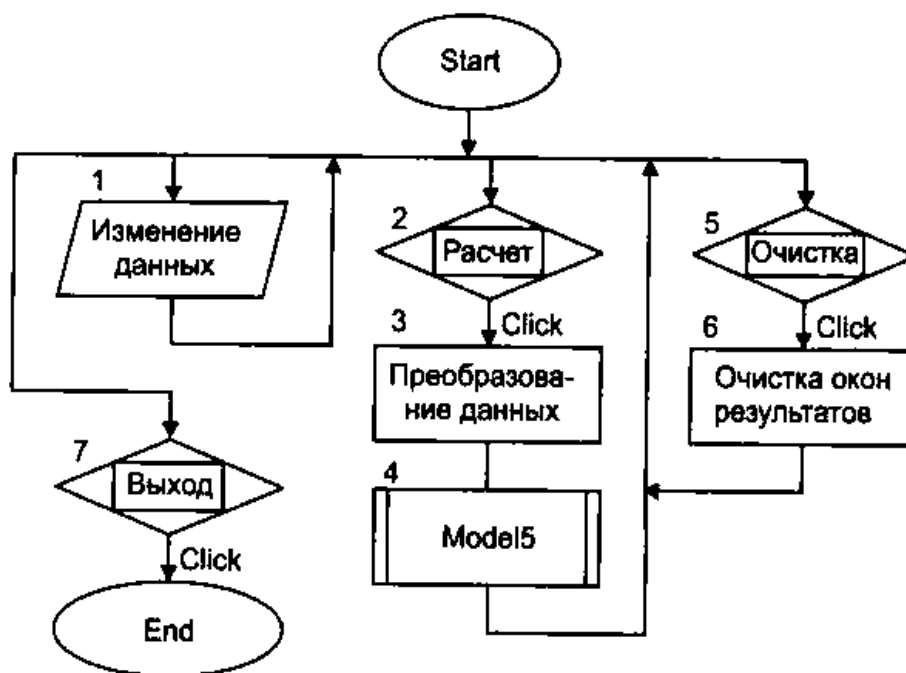 Start
1
Изменение
данных
2
Расчет
Click
3
Преобразова-
ние данных
4
Model5
5
Очистка
Click
6
Очистка окон
результатов
7
Выход
Click
End